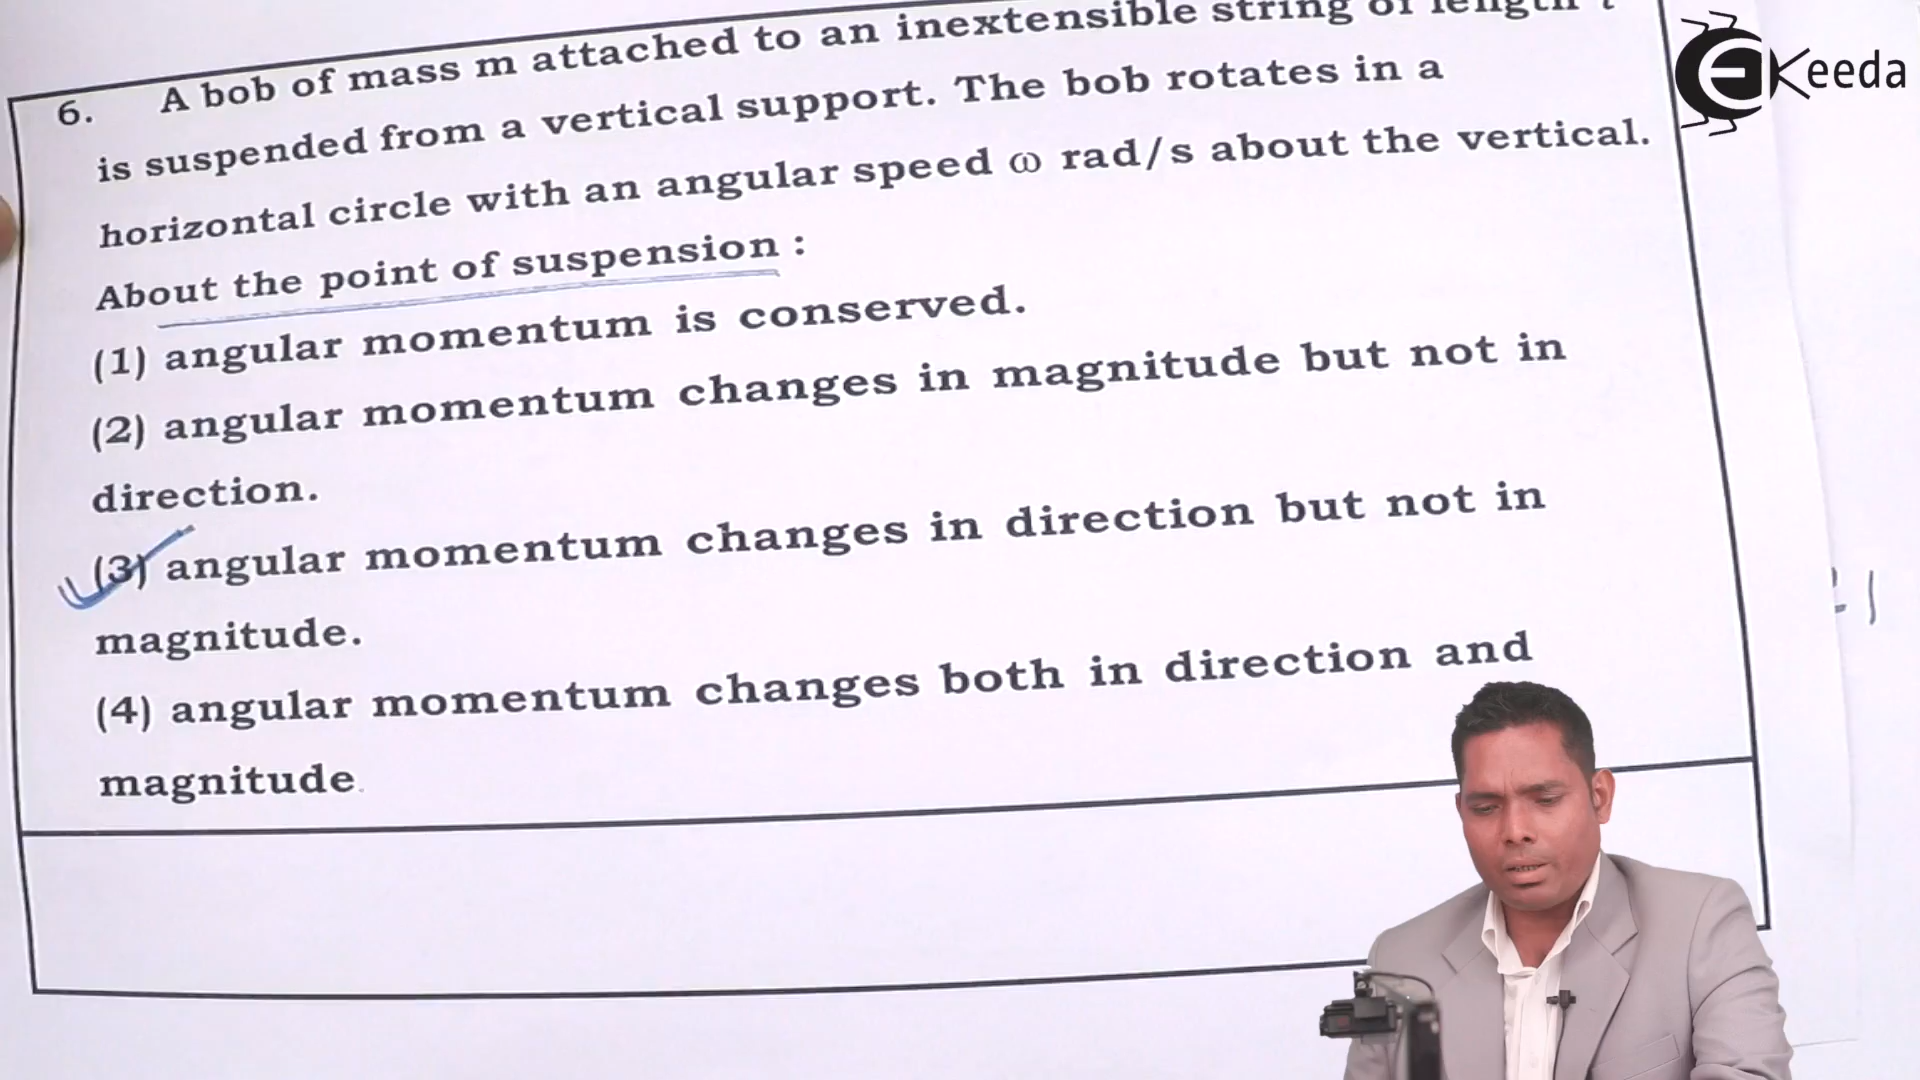 6. A bob of mass m attached to an inextensible string of length l
is suspended from a vertical support. The bob rotates in a
horizontal circle with an angular speed ω rad/s about the vertical.
About the point of suspension :
(1) angular momentum is conserved.
(2) angular momentum changes in magnitude but not in
direction.
(3) angular momentum changes in direction but not in
magnitude.
(4) angular momentum changes both in direction and
magnitude.
EKeeda